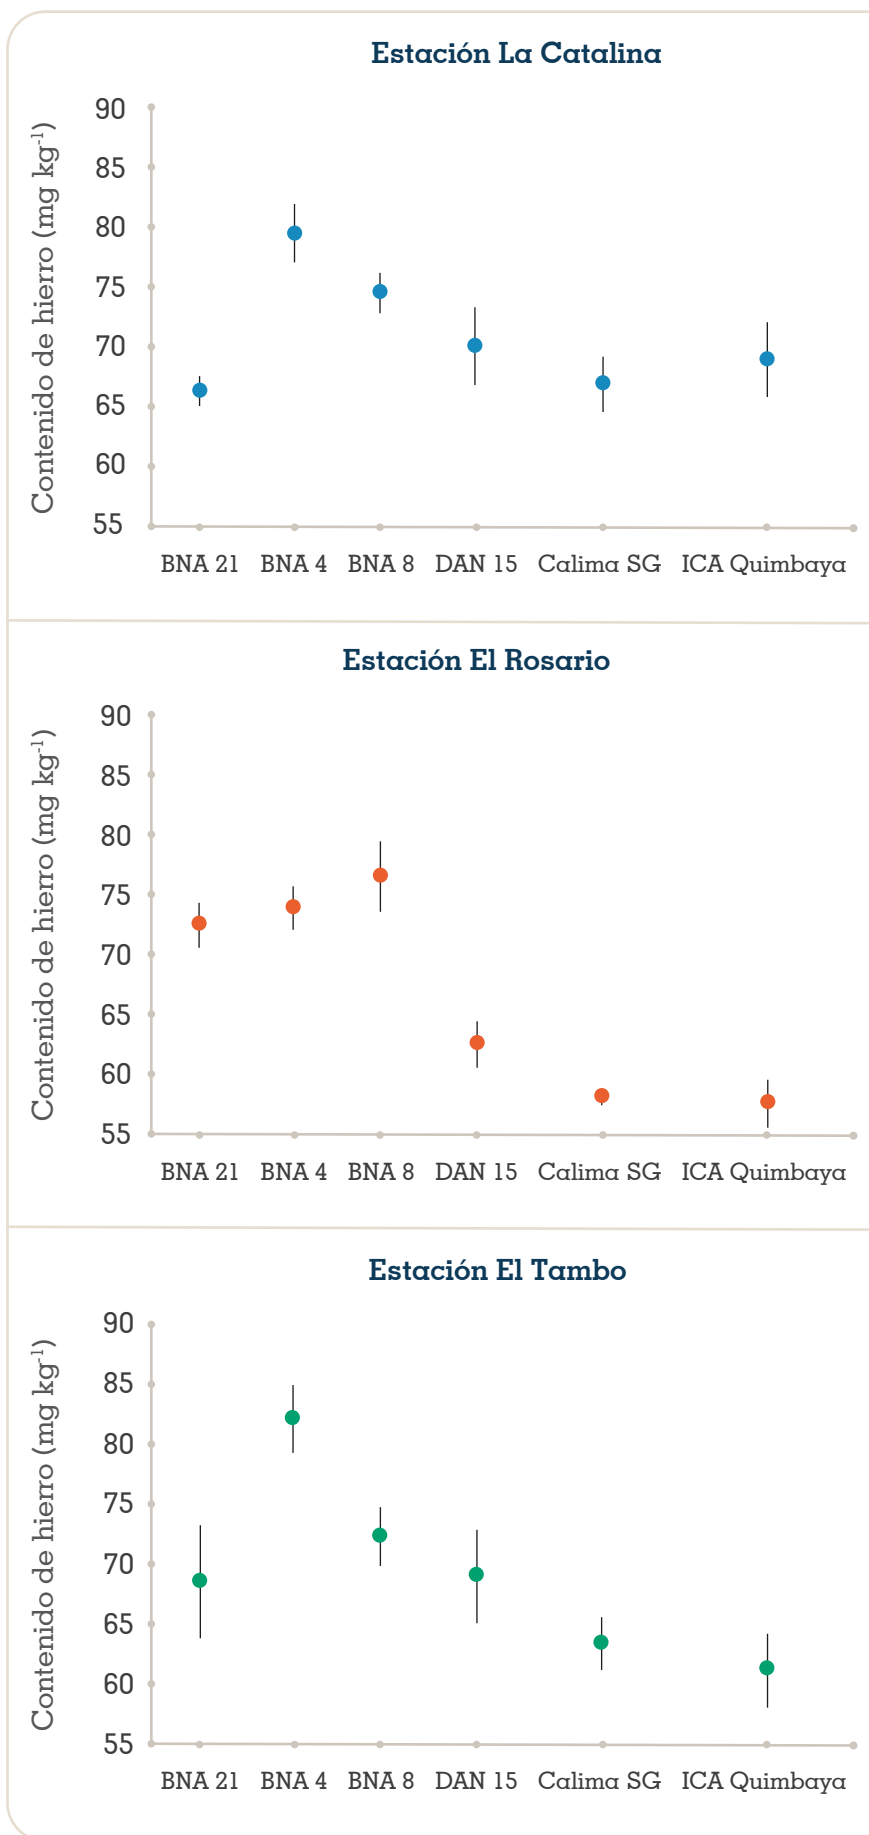 Estación La Catalina
Contenido de hierro (mg kg⁻¹)
90
85
80
75
70
65
60
55
BNA 21 BNA 4 BNA 8 DAN 15 Calima SG ICA Quimbaya
Estación El Rosario
Contenido de hierro (mg kg⁻¹)
90
85
80
75
70
65
60
55
BNA 21 BNA 4 BNA 8 DAN 15 Calima SG ICA Quimbaya
Estación El Tambo
Contenido de hierro (mg kg⁻¹)
90
85
80
75
70
65
60
55
BNA 21 BNA 4 BNA 8 DAN 15 Calima SG ICA Quimbaya